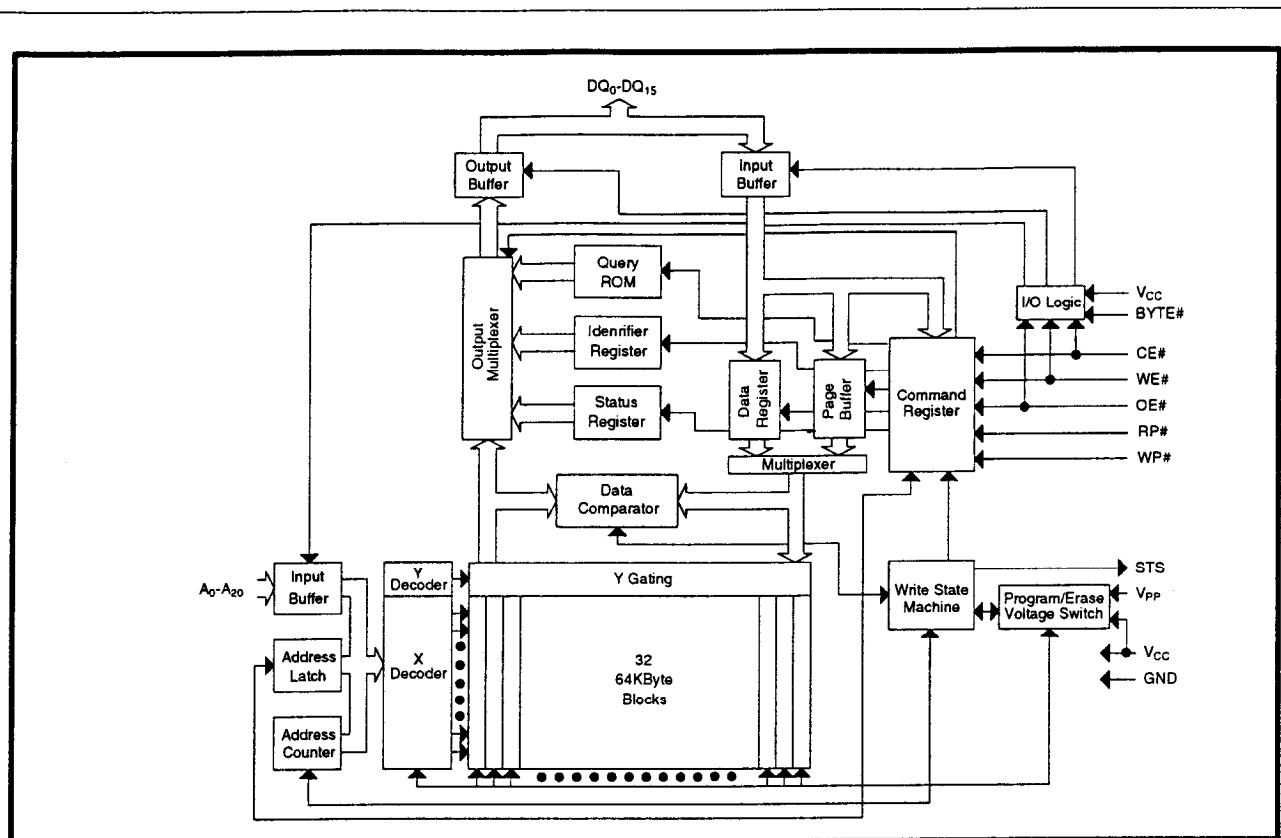 DQ0-DQ15
Output
Buffer
Input
Buffer
Query
ROM
Output
Multiplexer
Idenrifier
Register
Status
Register
Data
Register
Page
Buffer
Command
Register
I/O Logic
VCC
BYTE#
CE#
WE#
OE#
RP#
WP#
Multiplexer
Data
Comparator
A0-A20
Input
Buffer
Y
Decoder
Y Gating
Write State
Machine
Program/Erase
Voltage Switch
STS
VPP
VCC
GND
Address
Latch
X
Decoder
32
64KByte
Blocks
Address
Counter